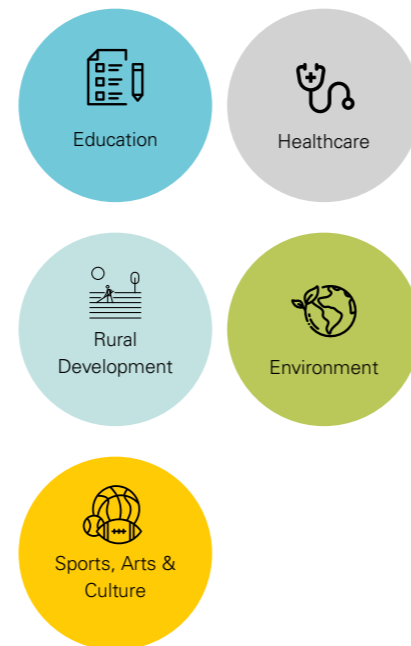 Education
Healthcare
Rural
Development
Environment
Sports, Arts &
Culture